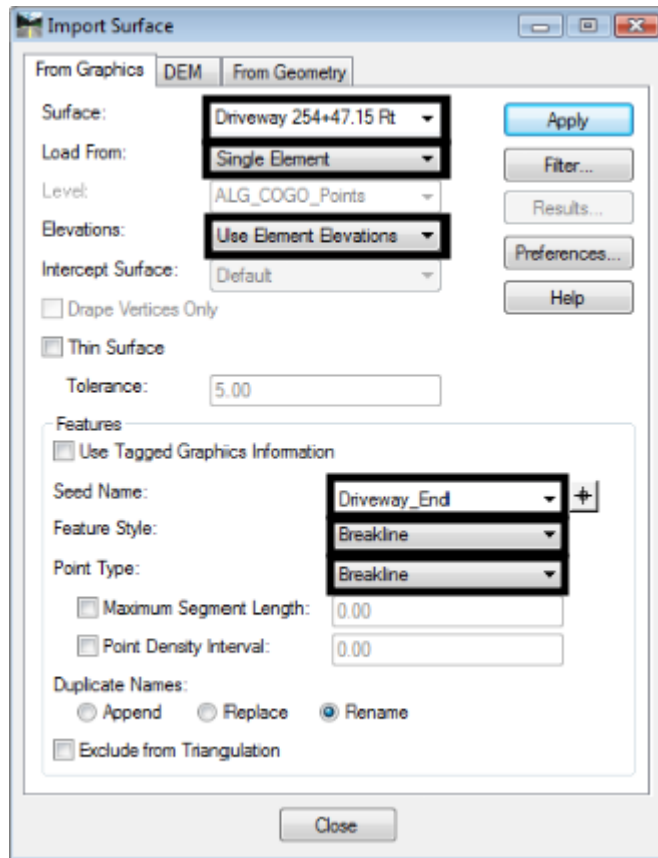 Import Surface
From Graphics DEM From Geometry
Surface: Driveway 254+47.15 Rt Apply
Load From: Single Element Filter...
Level: ALG_COGO_Points Results...
Elevations: Use Element Elevations Preferences...
Intercept Surface: Default Help
Drape Vertices Only
Thin Surface
Tolerance: 5.00
Features
Use Tagged Graphiics Information
Seed Name: Driveway_End
Feature Style: Breakline
Point Type: Breakline
Maximum Segment Length: 0.00
Point Density Interval: 0.00
Duplicate Names:
Append Replace Rename
Exclude from Triangulation
Close